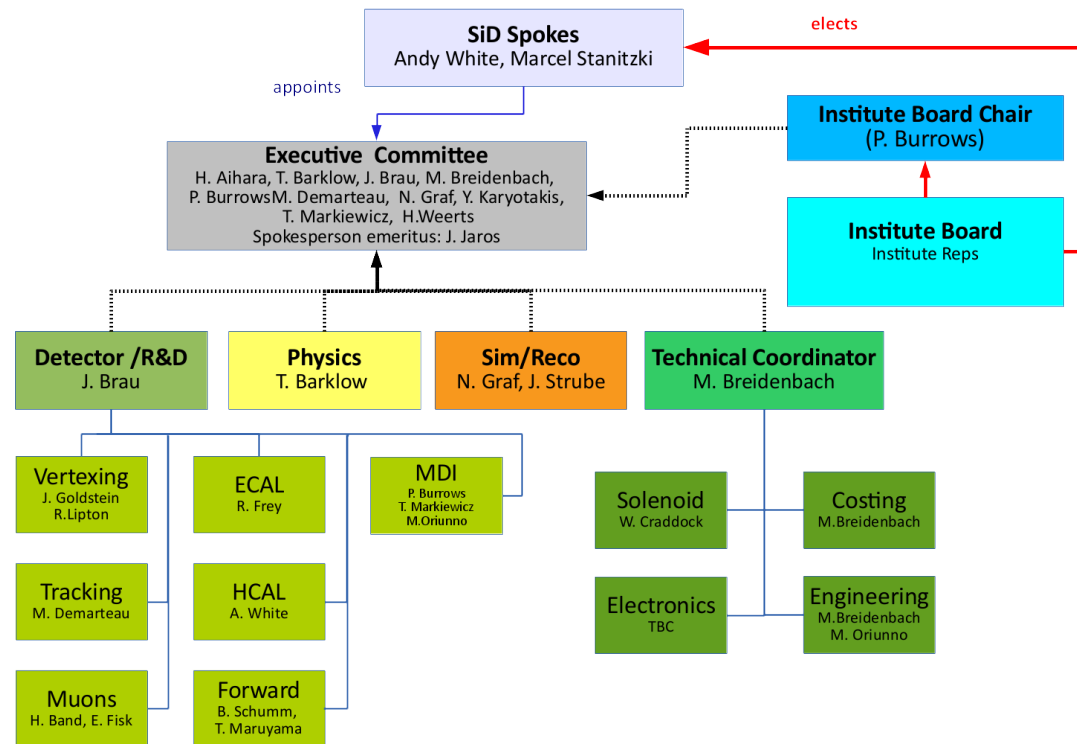 elects
SiD Spokes
Andy White, Marcel Stanitzki
appoints
Institute Board Chair
(P. Burrows)
Executive Committee
H. Aihara, T. Barklow, J. Brau, M. Breidenbach,
P. BurrowsM. Demarteau, N. Graf, Y. Karyotakis,
T. Markiewicz, H.Weerts
Spokesperson emeritus: J. Jaros
Institute Board
Institute Reps
Detector /R&D
J. Brau
Physics
T. Barklow
Sim/Reco
N. Graf, J. Strube
Technical Coordinator
M. Breidenbach
Vertexing
J. Goldstein
R.Lipton
ECAL
R. Frey
MDI
P. Burrows
T. Markiewicz
M.Oriunno
Solenoid
W. Craddock
Costing
M.Breidenbach
Tracking
M. Demarteau
HCAL
A. White
Electronics
TBC
Engineering
M.Breidenbach
M. Oriunno
Muons
H. Band, E. Fisk
Forward
B. Schumm,
T. Maruyama